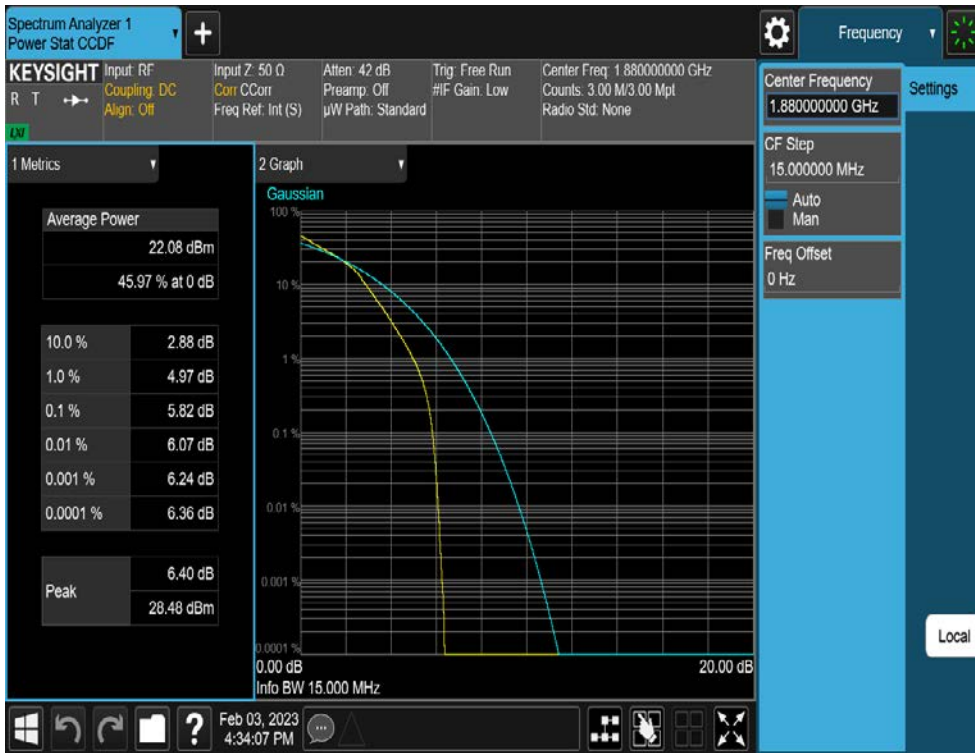 Spectrum Analyzer 1
Power Stat CCDF
+
Frequency
KEYSIGHT
R T
LXI
Input: RF
Coupling: DC
Align: Off
Input Z: 50 Ω
Corr CCorr
Freq Ref: Int (S)
Atten: 42 dB
Preamp: Off
µW Path: Standard
Trig: Free Run
#IF Gain: Low
Center Freq: 1.880000000 GHz
Counts: 3.00 M/3.00 Mpt
Radio Std: None
Center Frequency
1.880000000 GHz
Settings
CF Step
15.000000 MHz
Auto
Man
Freq Offset
0 Hz
1 Metrics
Average Power
22.08 dBm
45.97 % at 0 dB
10.0 % 2.88 dB
1.0 % 4.97 dB
0.1 % 5.82 dB
0.01 % 6.07 dB
0.001 % 6.24 dB
0.0001 % 6.36 dB
Peak 6.40 dB
28.48 dBm
2 Graph
Gaussian
100 %
10 %
1 %
0.1 %
0.01 %
0.001 %
0.0001 %
0.00 dB 20.00 dB
Info BW 15.000 MHz
Local
?
Feb 03, 2023
4:34:07 PM